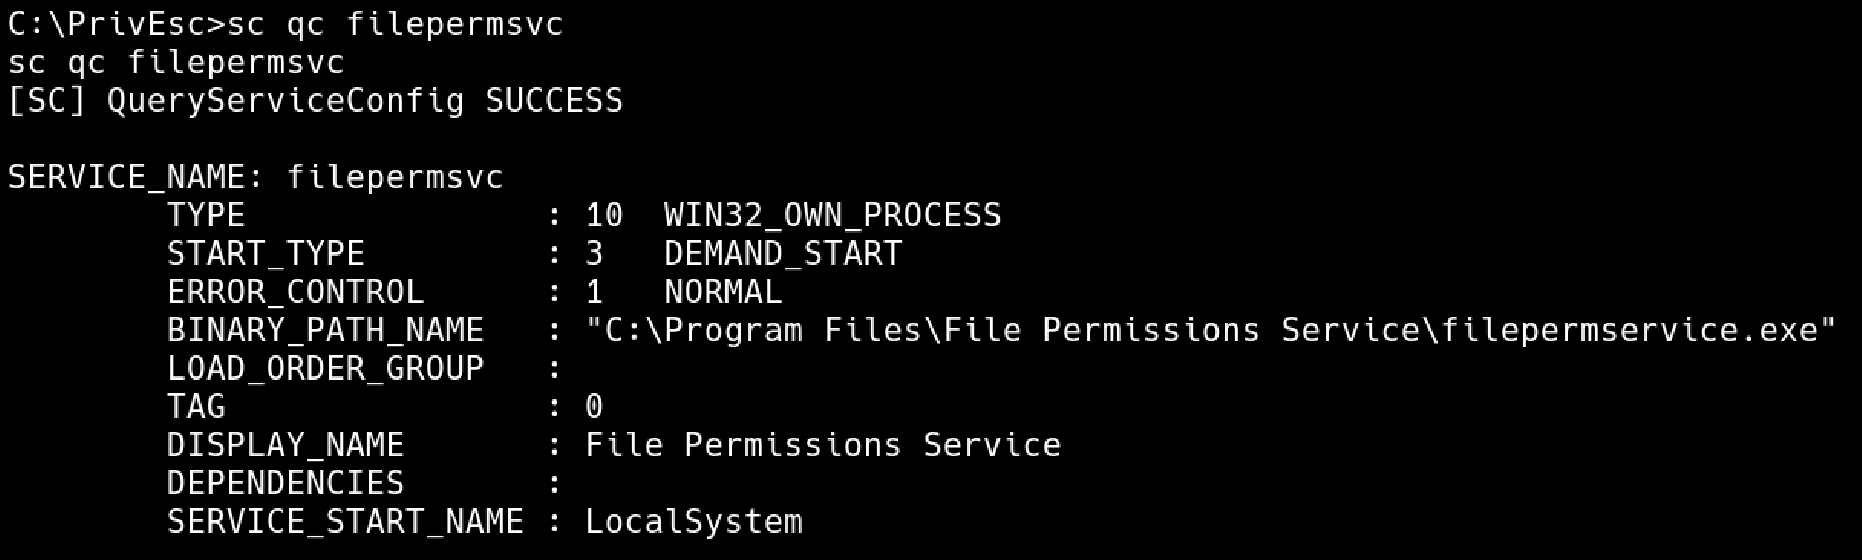 C:\PrivEsc>sc qc filepermsvc
sc qc filepermsvc
[SC] QueryServiceConfig SUCCESS

SERVICE_NAME: filepermsvc
        TYPE               : 10  WIN32_OWN_PROCESS
        START_TYPE         : 3   DEMAND_START
        ERROR_CONTROL      : 1   NORMAL
        BINARY_PATH_NAME   : "C:\Program Files\File Permissions Service\filepermservice.exe"
        LOAD_ORDER_GROUP   :
        TAG                : 0
        DISPLAY_NAME       : File Permissions Service
        DEPENDENCIES       :
        SERVICE_START_NAME : LocalSystem